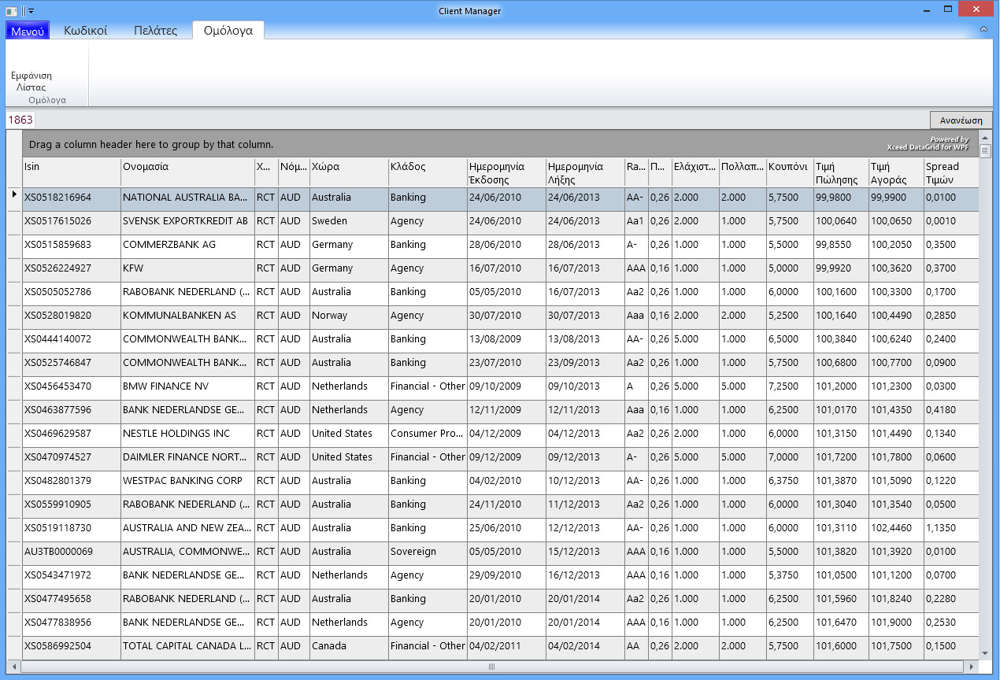 Client Manager
Μενού Κωδικοί Πελάτες Ομόλογα
Εμφάνιση
Λίστας
Ομόλογα
1863 Ανανέωση
Drag a column header here to group by that column.
Powered by
Xceed DataGrid for WPF
Isin Ονομασία Χ... Νόμ... Χώρα Κλάδος Ημερομηνία Έκδοσης Ημερομηνία Λήξης Ra... Π... Ελάχιστ... Πολλαπ... Κουπόνι Τιμή Πώλησης Τιμή Αγοράς Spread Τιμών
XS0518216964 NATIONAL AUSTRALIA BA... RCT AUD Australia Banking 24/06/2010 24/06/2013 AA- 0,26 2.000 2.000 5,7500 99,9800 99,9900 0,0100
XS0517615026 SVENSK EXPORTKREDIT AB RCT AUD Sweden Agency 24/06/2010 24/06/2013 Aa1 0,26 2.000 1.000 5,7500 100,0640 100,0650 0,0010
XS0515859683 COMMERZBANK AG RCT AUD Germany Banking 28/06/2010 28/06/2013 A- 0,26 1.000 1.000 5,5000 99,8550 100,2050 0,3500
XS0526224927 KFW RCT AUD Germany Agency 16/07/2010 16/07/2013 AAA 0,16 1.000 1.000 5,0000 99,9920 100,3620 0,3700
XS0505052786 RABOBANK NEDERLAND (... RCT AUD Australia Banking 05/05/2010 16/07/2013 Aa2 0,26 1.000 1.000 6,0000 100,1600 100,3300 0,1700
XS0528019820 KOMMUNALBANKEN AS RCT AUD Norway Agency 30/07/2010 30/07/2013 Aaa 0,16 2.000 2.000 5,2500 100,1640 100,4490 0,2850
XS0444140072 COMMONWEALTH BANK... RCT AUD Australia Banking 13/08/2009 13/08/2013 AA- 0,26 5.000 1.000 6,5000 100,3840 100,6240 0,2400
XS0525746847 COMMONWEALTH BANK... RCT AUD Australia Banking 23/07/2010 23/09/2013 Aa2 0,26 1.000 1.000 5,7500 100,6800 100,7700 0,0900
XS0456453470 BMW FINANCE NV RCT AUD Netherlands Financial - Other 09/10/2009 09/10/2013 A 0,26 5.000 5.000 7,2500 101,2000 101,2300 0,0300
XS0463877596 BANK NEDERLANDSE GE... RCT AUD Netherlands Agency 12/11/2009 12/11/2013 Aaa 0,16 1.000 1.000 6,2500 101,0170 101,4350 0,4180
XS0469629587 NESTLE HOLDINGS INC RCT AUD United States Consumer Pro... 04/12/2009 04/12/2013 Aa2 0,26 2.000 1.000 6,0000 101,3150 101,4490 0,1340
XS0470974527 DAIMLER FINANCE NORT... RCT AUD United States Financial - Other 09/12/2009 09/12/2013 A- 0,26 5.000 5.000 7,0000 101,7200 101,7800 0,0600
XS0482801379 WESTPAC BANKING CORP RCT AUD Australia Banking 04/02/2010 10/12/2013 AA- 0,26 1.000 1.000 6,3750 101,3870 101,5090 0,1220
XS0559910905 RABOBANK NEDERLAND (... RCT AUD Australia Banking 24/11/2010 11/12/2013 Aa2 0,26 1.000 1.000 6,0000 101,3040 101,3540 0,0500
XS0519118730 AUSTRALIA AND NEW ZEA... RCT AUD Australia Banking 25/06/2010 12/12/2013 AA- 0,26 1.000 1.000 6,0000 101,3110 102,4460 1,1350
AU3TB0000069 AUSTRALIA, COMMONWE... RCT AUD Australia Sovereign 05/05/2010 15/12/2013 AAA 0,16 1.000 1.000 5,5000 101,3820 101,3920 0,0100
XS0543471972 BANK NEDERLANDSE GE... RCT AUD Netherlands Agency 29/09/2010 16/12/2013 AAA 0,16 1.000 1.000 5,3750 101,0500 101,1200 0,0700
XS0477495658 RABOBANK NEDERLAND (... RCT AUD Australia Banking 20/01/2010 20/01/2014 Aa2 0,26 1.000 1.000 6,2500 101,5960 101,8240 0,2280
XS0477838956 BANK NEDERLANDSE GE... RCT AUD Netherlands Agency 20/01/2010 20/01/2014 AAA 0,16 1.000 1.000 6,2500 101,6470 101,9000 0,2530
XS0586992504 TOTAL CAPITAL CANADA L... RCT AUD Canada Financial - Other 04/02/2011 04/02/2014 AA 0,26 2.000 2.000 5,7500 101,6000 101,7500 0,1500